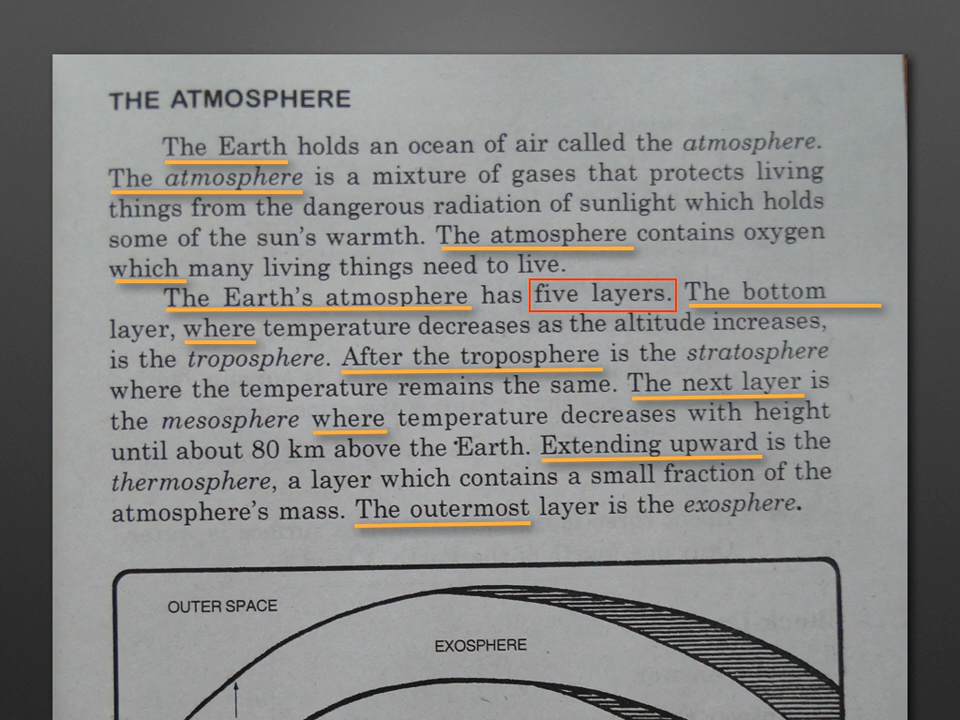 THE ATMOSPHERE
The Earth holds an ocean of air called the atmosphere.
The atmosphere is a mixture of gases that protects living
things from the dangerous radiation of sunlight which holds
some of the sun's warmth. The atmosphere contains oxygen
which many living things need to live.
The Earth's atmosphere has five layers. The bottom
layer, where temperature decreases as the altitude increases,
is the troposphere. After the troposphere is the stratosphere
where the temperature remains the same. The next layer is
the mesosphere where temperature decreases with height
until about 80 km above the Earth. Extending upward is the
thermosphere, a layer which contains a small fraction of the
atmosphere's mass. The outermost layer is the exosphere.
OUTER SPACE
EXOSPHERE